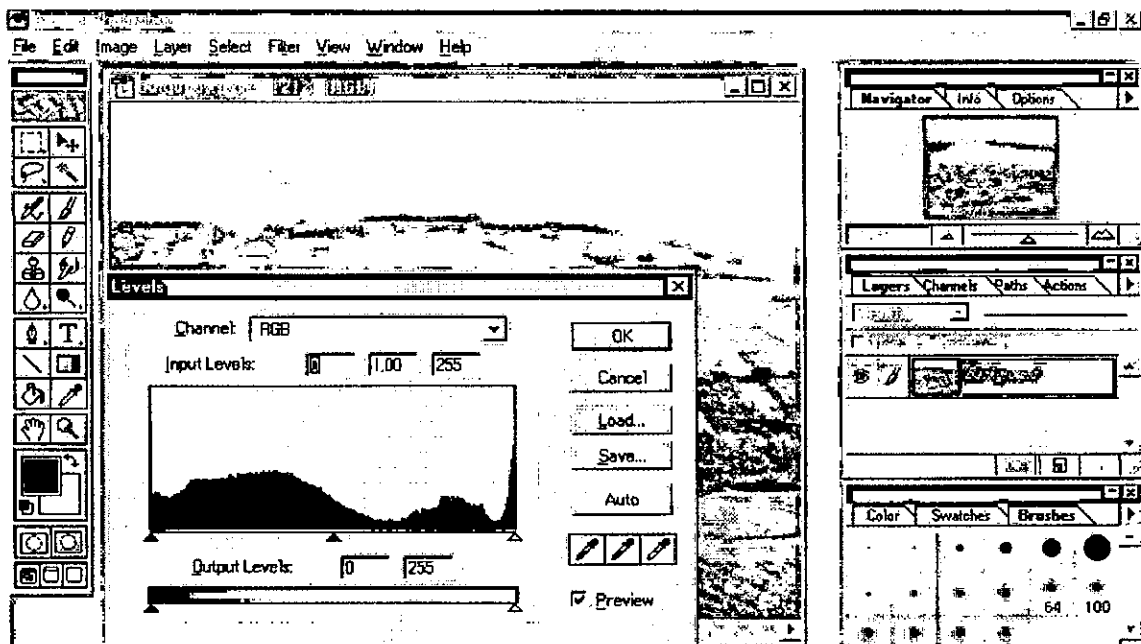 File Edit Image Layer Select Filter View Window Help
Navigator Info Options
Levels
Channel: RGB
Input Levels: 0 1,00 255
OK
Cancel
Load...
Save...
Auto
Output Levels: 0 255
Preview
Layers Channels Paths Actions
Color Swatches Brushes
64 100